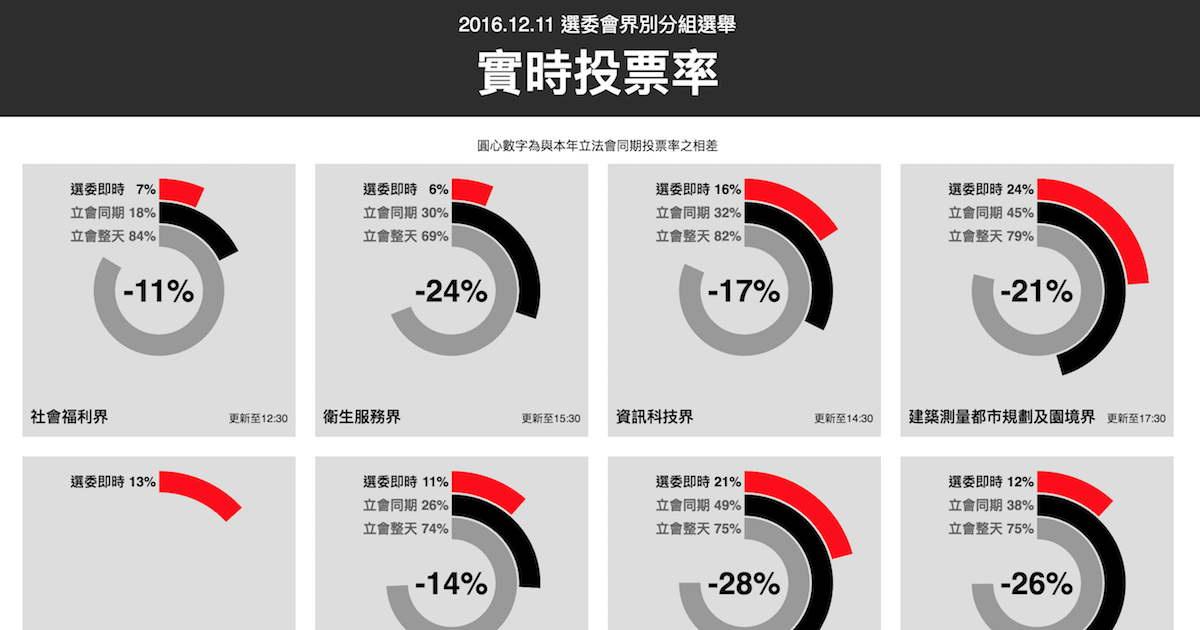 2016.12.11 選委會界別分組選舉
實時投票率
圓心數字為與本年立法會同期投票率之相差
選委即時 7%
立會同期 18%
立會整天 84%
-11%
社會福利界 更新至12:30
選委即時 6%
立會同期 30%
立會整天 69%
-24%
衛生服務界 更新至15:30
選委即時 16%
立會同期 32%
立會整天 82%
-17%
資訊科技界 更新至14:30
選委即時 24%
立會同期 45%
立會整天 79%
-21%
建築測量都市規劃及園境界 更新至17:30
選委即時 13%
選委即時 11%
立會同期 26%
立會整天 74%
-14%
選委即時 21%
立會同期 49%
立會整天 75%
-28%
選委即時 12%
立會同期 38%
立會整天 75%
-26%